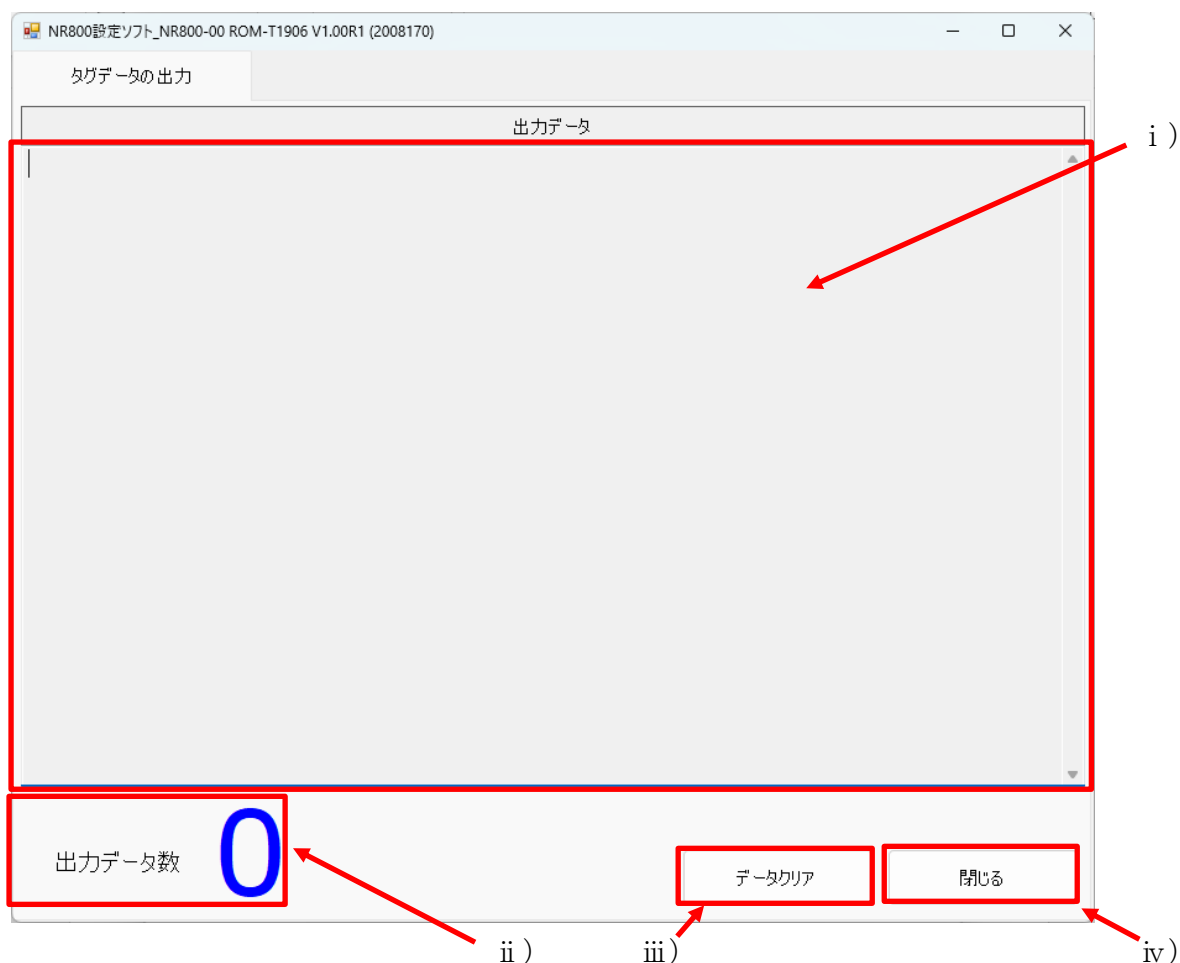 NR800設定ソフト_NR800-00 ROM-T1906 V1.00R1 (2008170)
タグデータの出力
出力データ
ⅰ)
出力データ数 0
データクリア 閉じる
ⅱ) ⅲ) ⅳ)